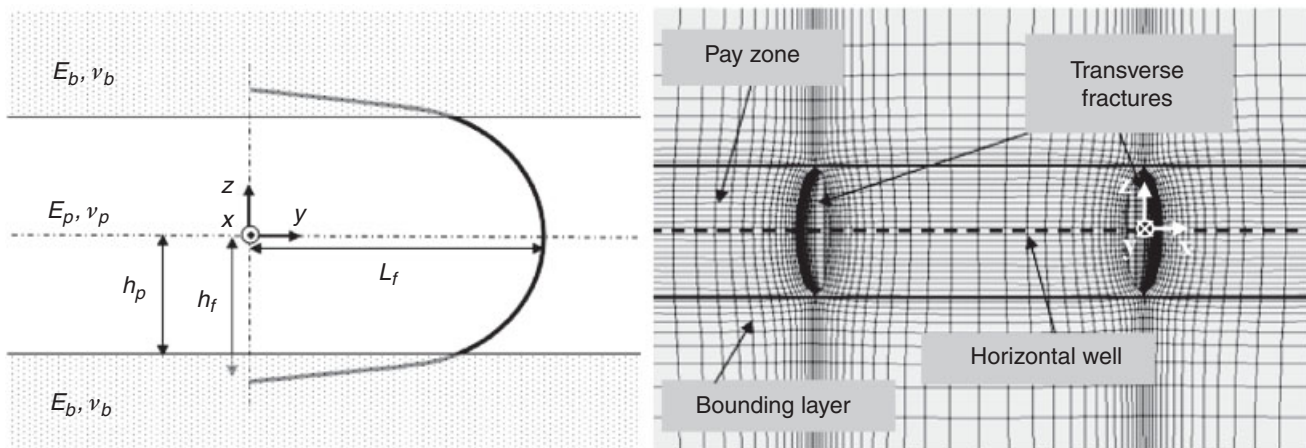 E_b, ν_b
z
E_p, ν_p
x
y
L_f
h_p
h_f
E_b, ν_b
Pay zone
Transverse
fractures
Z
Y
X
Horizontal well
Bounding layer